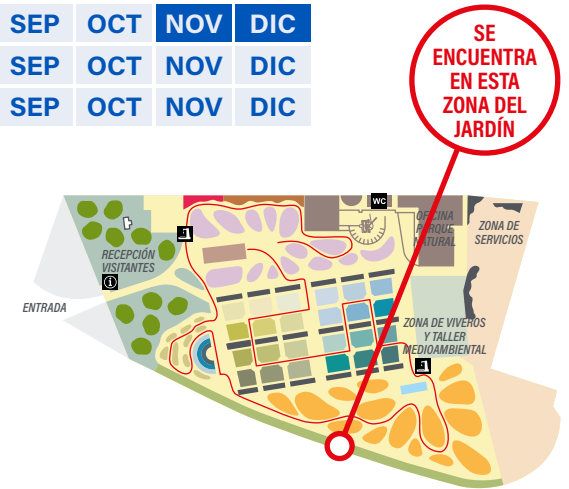 SEP OCT NOV DIC
SEP OCT NOV DIC
SEP OCT NOV DIC
SE
ENCUENTRA
EN ESTA
ZONA DEL
JARDÍN
WC
OFICINA
PARQUE
NATURAL
ZONA DE
SERVICIOS
RECEPCIÓN
VISITANTES
ENTRADA
ZONA DE VIVEROS
Y TALLER
MEDIOAMBIENTAL